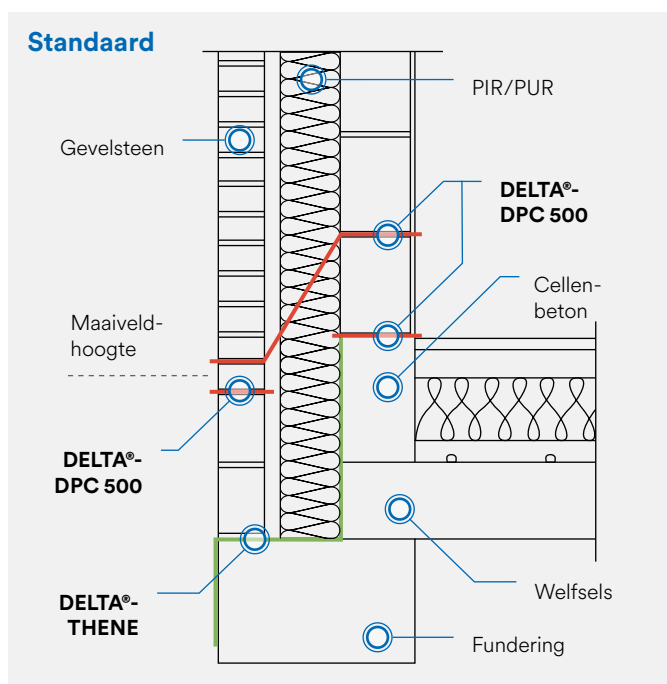 Standaard
PIR/PUR
Gevelsteen
DELTA®-
DPC 500
Cellen-
beton
Maaiveld-
hoogte
DELTA®-
DPC 500
DELTA®-
THENE
Welfsels
Fundering